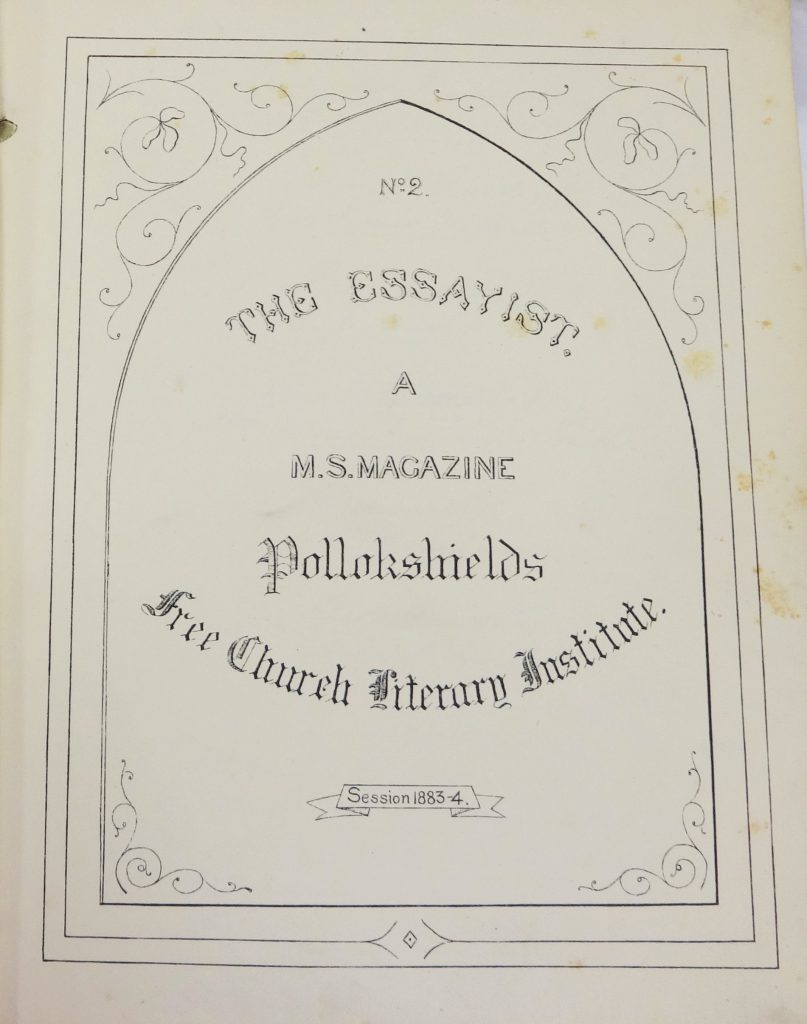 No. 2.
THE ESSAYIST.
A
M.S. MAGAZINE
Pollokshields
Free Church Literary Institute.
Session 1883-4.